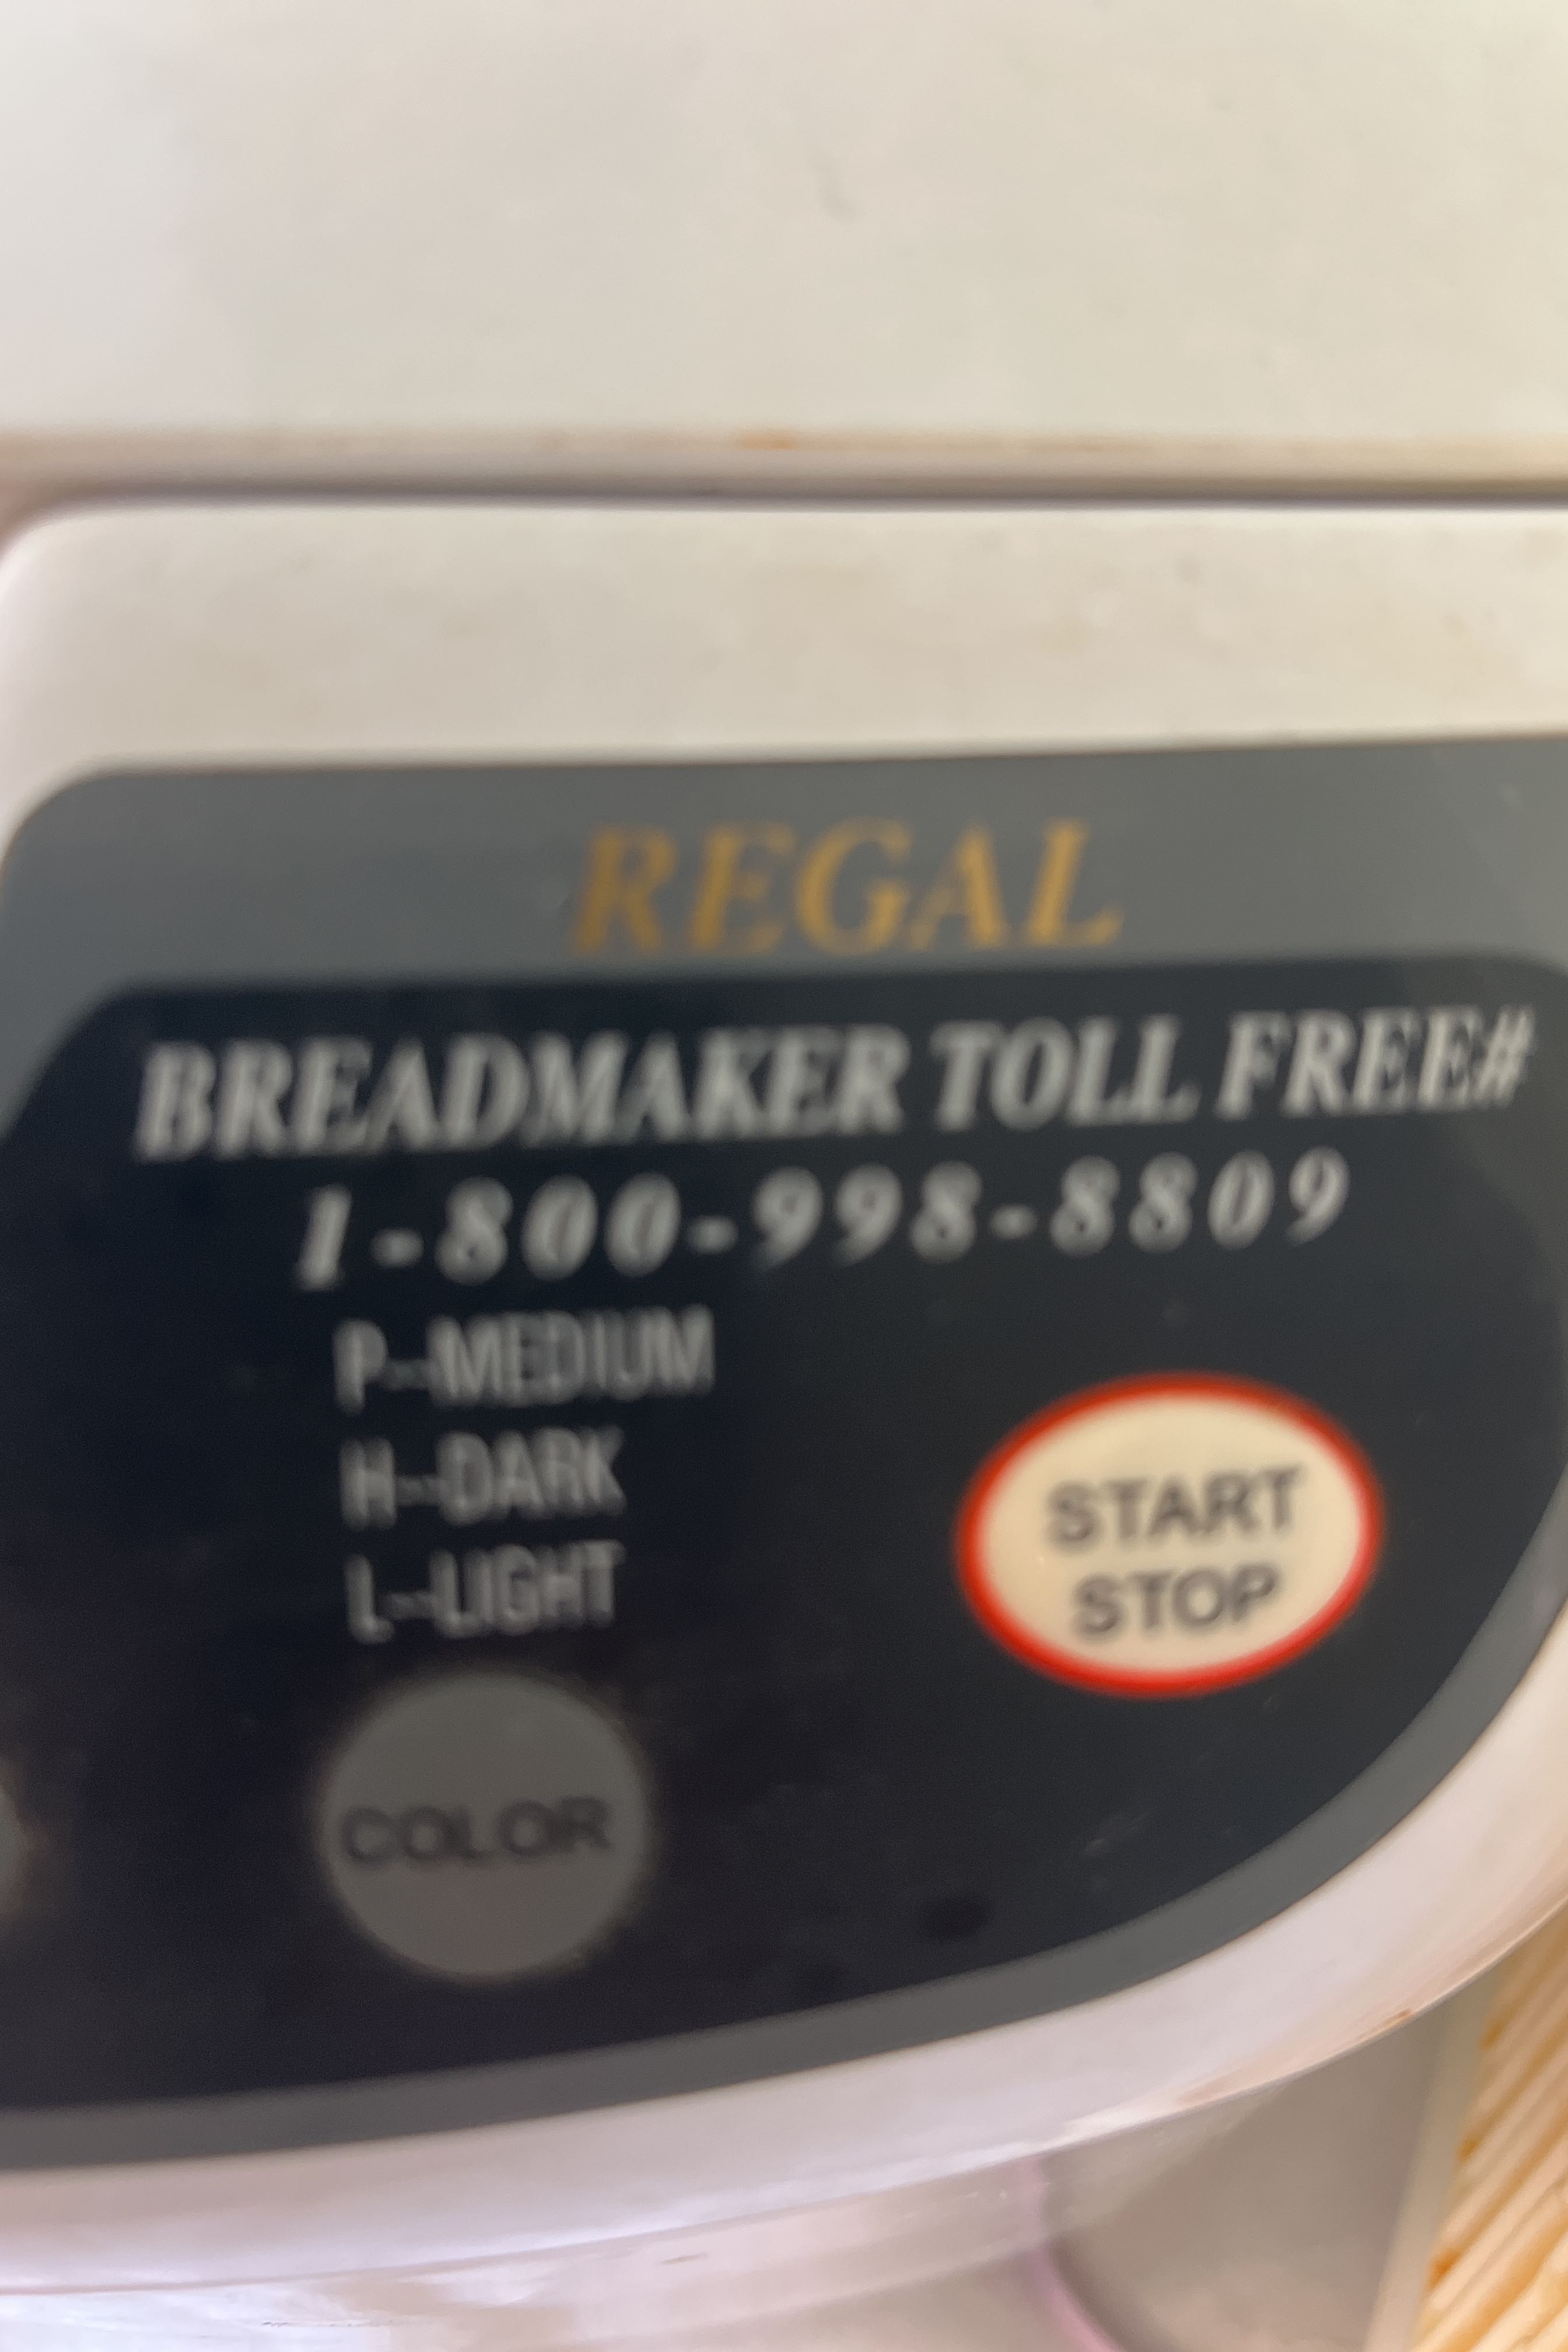 REGAL
BREADMAKER TOLL FREE#
1-800-998-8809
P--MEDIUM
H--DARK
L--LIGHT
START
STOP
COLOR